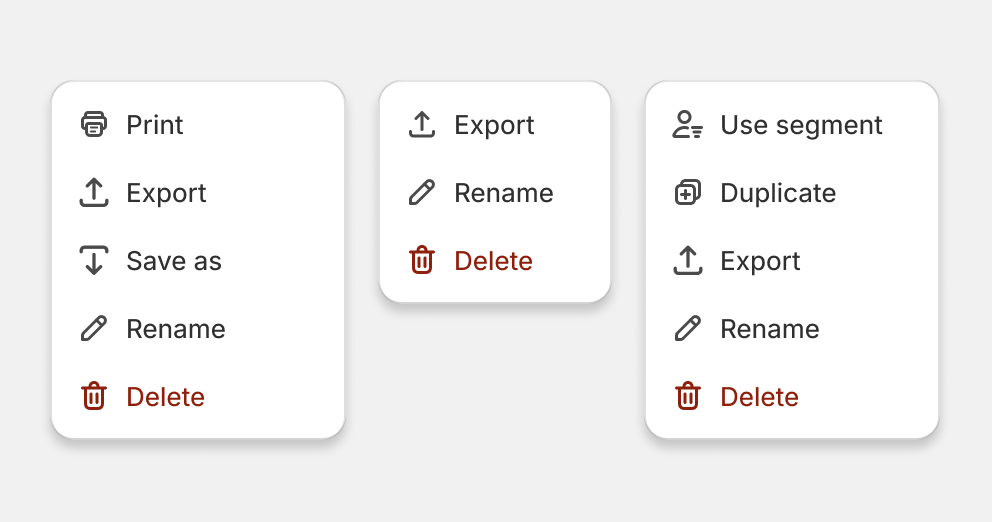 Print
Export
Save as
Rename
Delete
Export
Rename
Delete
Use segment
Duplicate
Export
Rename
Delete